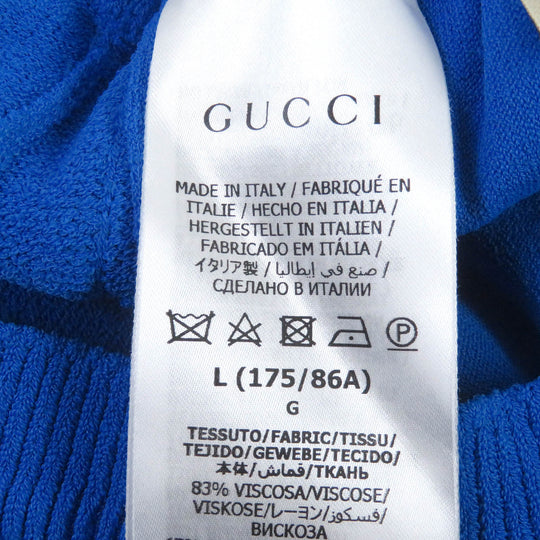 GUCCI
MADE IN ITALY / FABRIQUÉ EN
ITALIE / HECHO EN ITALIA /
HERGESTELLT IN ITALIEN /
FABRICADO EM ITÁLIA /
イタリア製 / صنع في إيطاليا /
СДЕЛАНО В ИТАЛИИ
P
L (175/86A)
G
TESSUTO/FABRIC/TISSU/
TEJIDO/GEWEBE/TECIDO/
本体/قماش/ТКАНЬ
83% VISCOSA/VISCOSE/
VISKOSE/レーヨン/فسكوز/
ВИСКОЗА